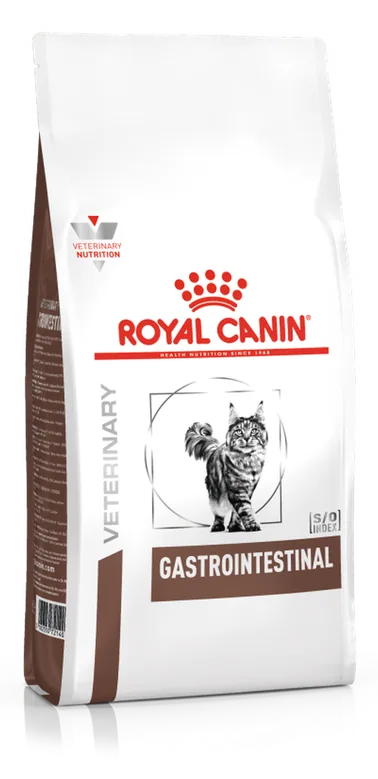 VETERINARY
NUTRITION
ROYAL CANIN®
HEALTH NUTRITION SINCE 1968
VETERINARY
S/O
INDEX
GASTROINTESTINAL